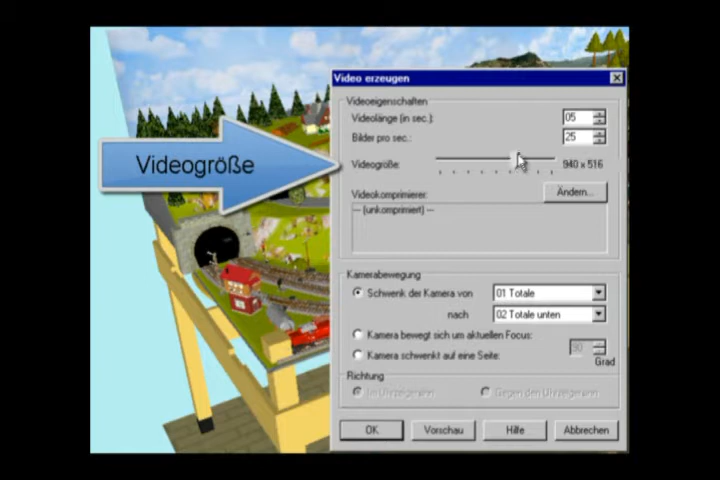 Video erzeugen
Videoeigenschaften
Videolänge (in sec.): 05
Bilder pro sec.: 25
Videogröße
Videogröße: 940 x 516
Videokomprimierer: Ändern...
--- (unkomprimiert) ---
Kamerabewegung
Schwenk der Kamera von 01 Totale
nach 02 Totale unten
Kamera bewegt sich um aktuellen Focus:
Kamera schwenkt auf eine Seite: 90
Grad
Richtung
Im Uhrzeigersinn Gegen den Uhrzeigersinn
OK Vorschau Hilfe Abbrechen